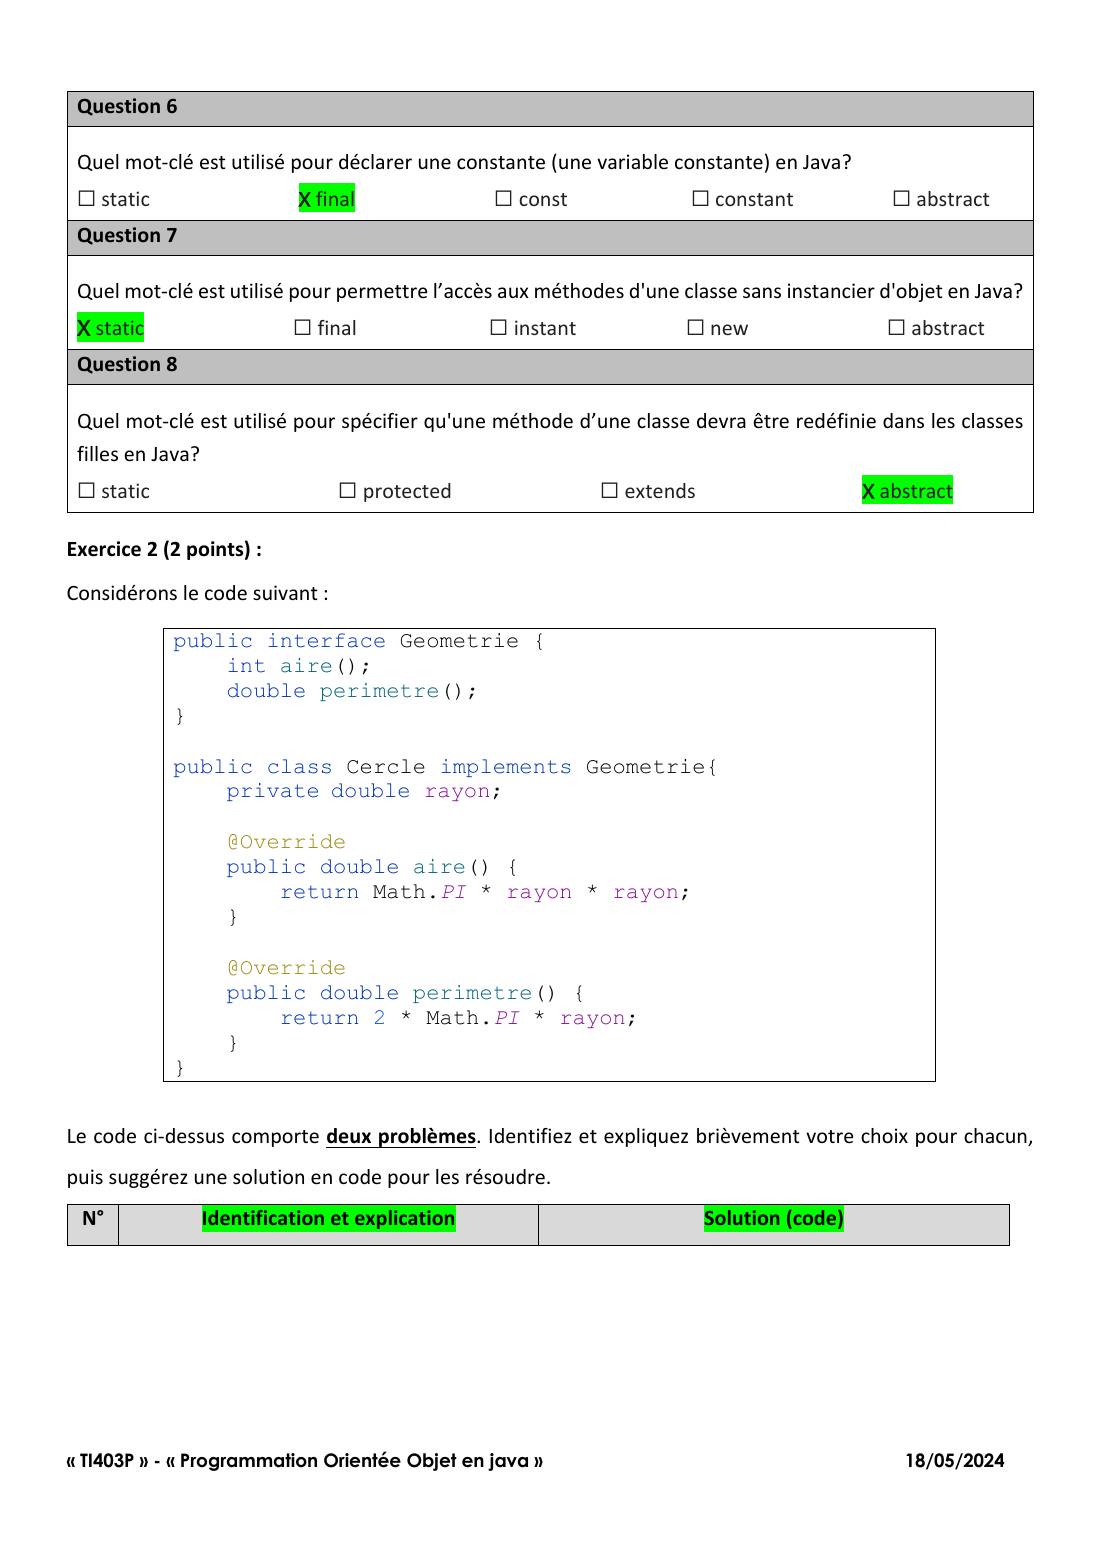 Question 6
Quel mot-clé est utilisé pour déclarer une constante (une variable constante) en Java?
☐ static X final ☐ const ☐ constant ☐ abstract
Question 7
Quel mot-clé est utilisé pour permettre l’accès aux méthodes d'une classe sans instancier d'objet en Java?
X static ☐ final ☐ instant ☐ new ☐ abstract
Question 8
Quel mot-clé est utilisé pour spécifier qu'une méthode d’une classe devra être redéfinie dans les classes
filles en Java?
☐ static ☐ protected ☐ extends X abstract
Exercice 2 (2 points) :
Considérons le code suivant :
public interface Geometrie {
    int aire();
    double perimetre();
}
public class Cercle implements Geometrie{
    private double rayon;
    @Override
    public double aire() {
        return Math.PI * rayon * rayon;
    }
    @Override
    public double perimetre() {
        return 2 * Math.PI * rayon;
    }
}
Le code ci-dessus comporte deux problèmes. Identifiez et expliquez brièvement votre choix pour chacun,
puis suggérez une solution en code pour les résoudre.
N° Identification et explication Solution (code)
« TI403P » - « Programmation Orientée Objet en java » 18/05/2024